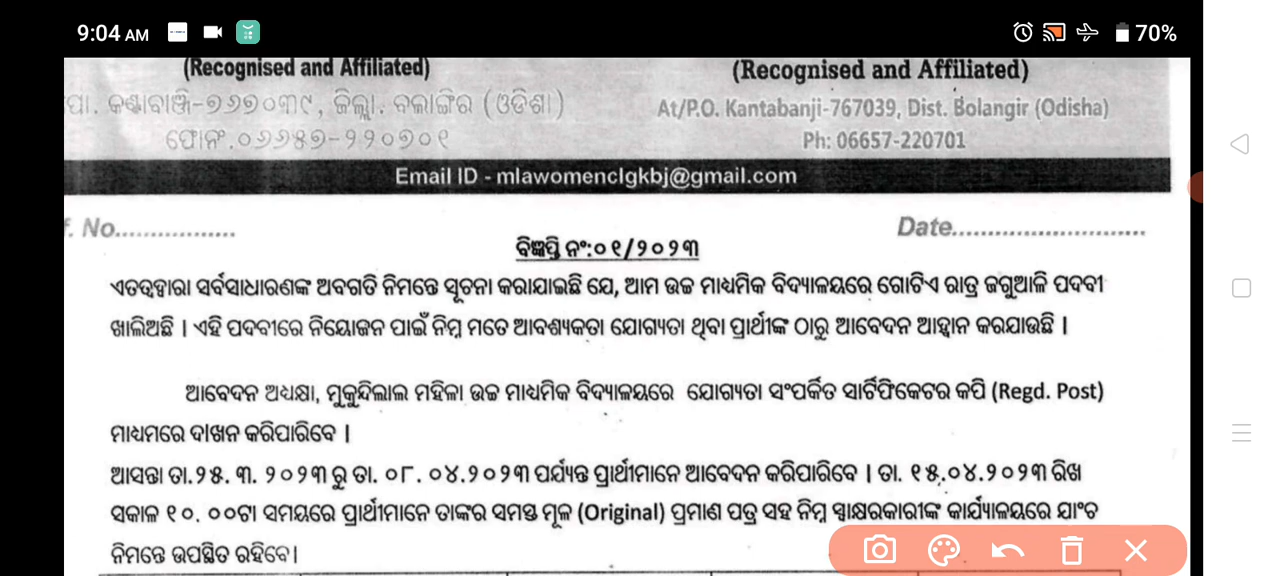 9:04 AM 70%
(Recognised and Affiliated) (Recognised and Affiliated)
ପୋ. କଣ୍ଟାବାଞ୍ଜି-୭୬୭୦୩୯, ଜିଲ୍ଲା. ବଲାଙ୍ଗିର (ଓଡିଶା) At/P.O. Kantabanji-767039, Dist. Bolangir (Odisha)
ଫୋନଂ.୦୬୬୫୭-୨୨୦୭୦୧ Ph: 06657-220701
Email ID - mlawomenclgkbj@gmail.com
f. No................. Date...........................
ବିଜ୍ଞପ୍ତି ନଂ:୦୧/୨୦୨୩
ଏତଦ୍ୱାରା ସର୍ବସାଧାରଣଙ୍କ ଅବଗତି ନିମନ୍ତେ ସୂଚନା କରାଯାଇଛି ଯେ, ଆମ ଉଚ୍ଚ ମାଧ୍ୟମିକ ବିଦ୍ୟାଳୟରେ ଗୋଟିଏ ରାତ୍ର ଜଗୁଆଳି ପଦବୀ
ଖାଲିଅଛି । ଏହି ପଦବୀରେ ନିୟୋଜନ ପାଇଁ ନିମ୍ନ ମତେ ଆବଶ୍ୟକତା ଯୋଗ୍ୟତା ଥିବା ପ୍ରାର୍ଥୀଙ୍କ ଠାରୁ ଆବେଦନ ଆହ୍ୱାନ କରଯାଉଛି ।
ଆବେଦନ ଅଧ୍ୟକ୍ଷା, ମୁକୁନ୍ଦିଲାଲ ମହିଳା ଉଚ୍ଚ ମାଧ୍ୟମିକ ବିଦ୍ୟାଳୟରେ ଯୋଗ୍ୟତା ସଂପର୍କିତ ସାର୍ଟିଫିକେଟର କପି (Regd. Post)
ମାଧ୍ୟମରେ ଦାଖନ କରିପାରିବେ ।
ଆସନ୍ତା ତା.୨୫. ୩. ୨୦୨୩ ରୁ ତା. ୦୮. ୦୪.୨୦୨୩ ପର୍ଯ୍ୟନ୍ତ ପ୍ରାର୍ଥୀମାନେ ଆବେଦନ କରିପାରିବେ । ତା. ୧୫.୦୪.୨୦୨୩ ରିଖ
ସକାଳ ୧୦. ୦୦ଟା ସମୟରେ ପ୍ରାର୍ଥୀମାନେ ତାଙ୍କର ସମସ୍ତ ମୂଳ (Original) ପ୍ରମାଣ ପତ୍ର ସହ ନିମ୍ନ ସ୍ୱାକ୍ଷରକାରୀଙ୍କ କାର୍ଯ୍ୟାଳୟରେ ଯାଂଚ
ନିମନ୍ତେ ଉପସ୍ଥିତ ରହିବେ।